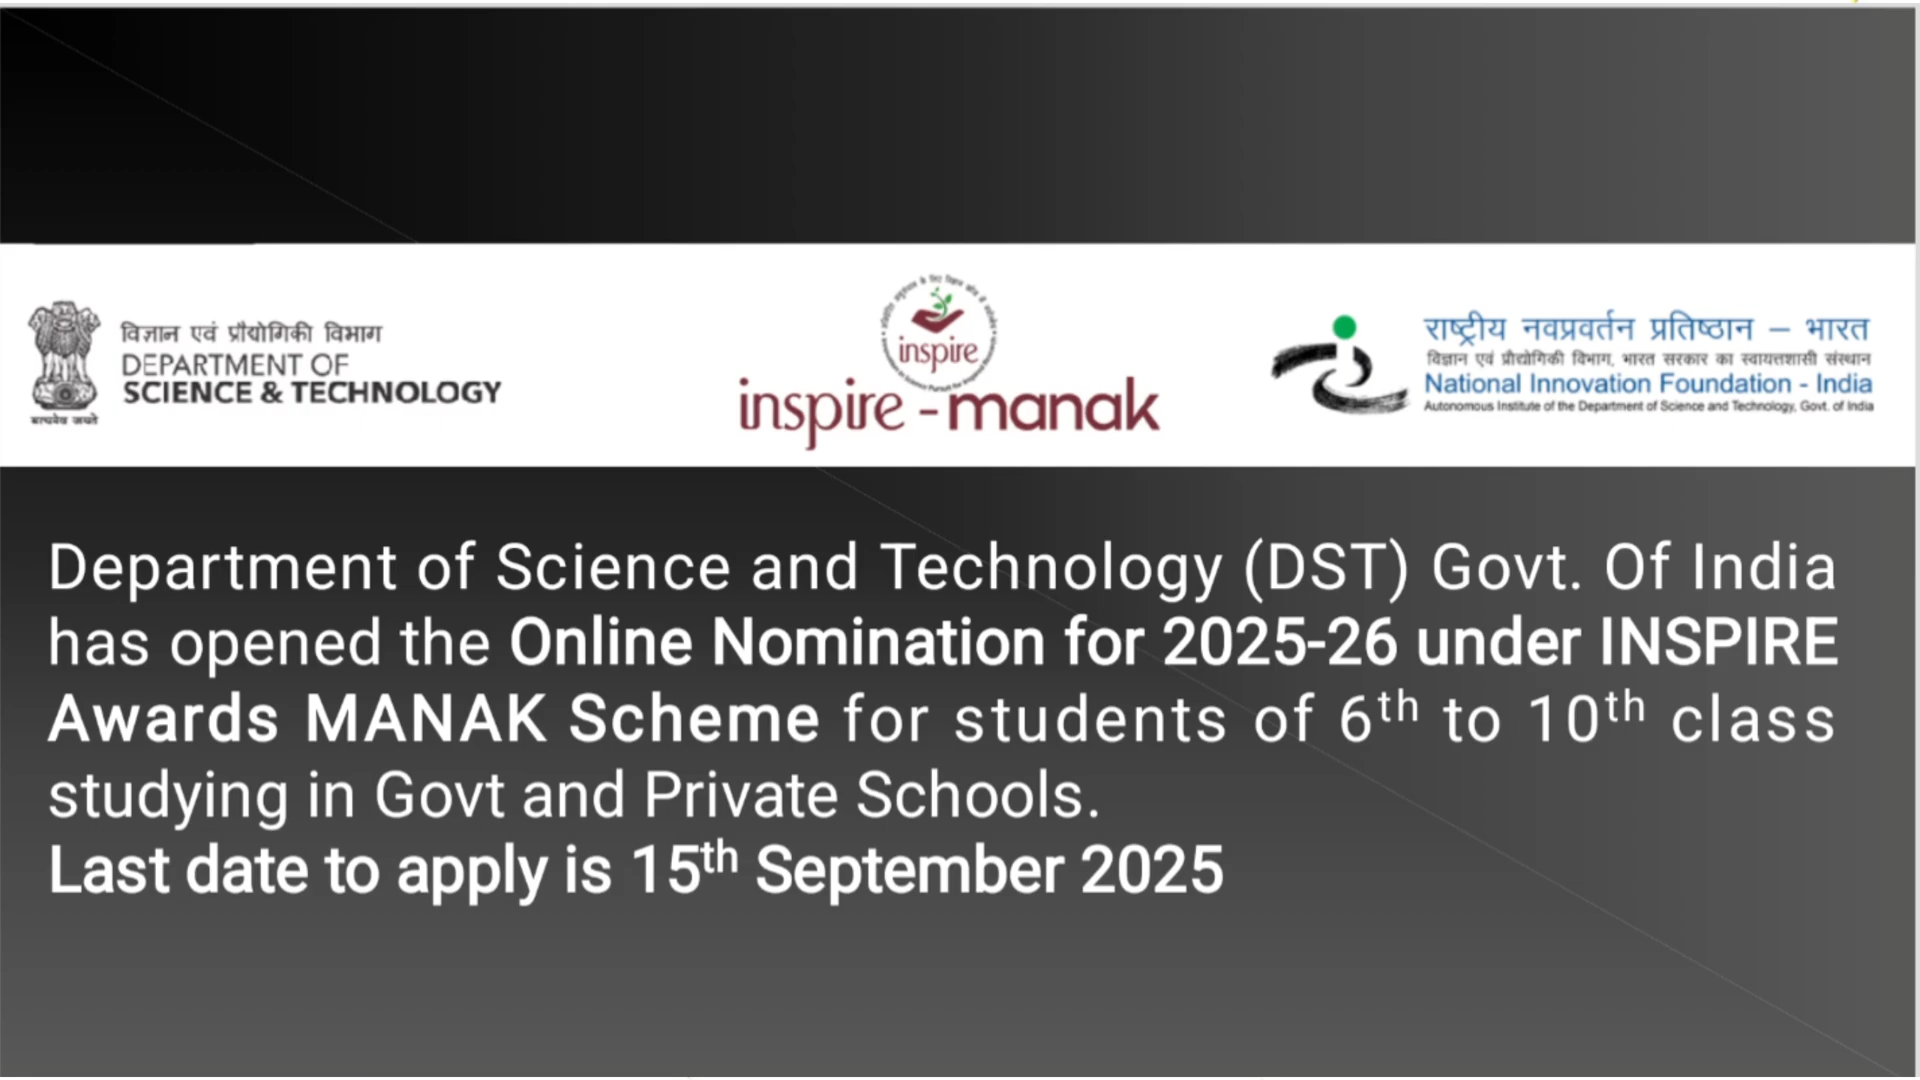 विज्ञान एवं प्रौद्योगिकी विभाग
DEPARTMENT OF
SCIENCE & TECHNOLOGY
सत्यमेव जयते
inspire
inspire - manak
राष्ट्रीय नवप्रवर्तन प्रतिष्ठान – भारत
विज्ञान एवं प्रौद्योगिकी विभाग, भारत सरकार का स्वायत्तशासी संस्थान
National Innovation Foundation - India
Autonomous Institute of the Department of Science and Technology, Govt. of India
Department of Science and Technology (DST) Govt. Of India
has opened the Online Nomination for 2025-26 under INSPIRE
Awards MANAK Scheme for students of 6th to 10th class
studying in Govt and Private Schools.
Last date to apply is 15th September 2025